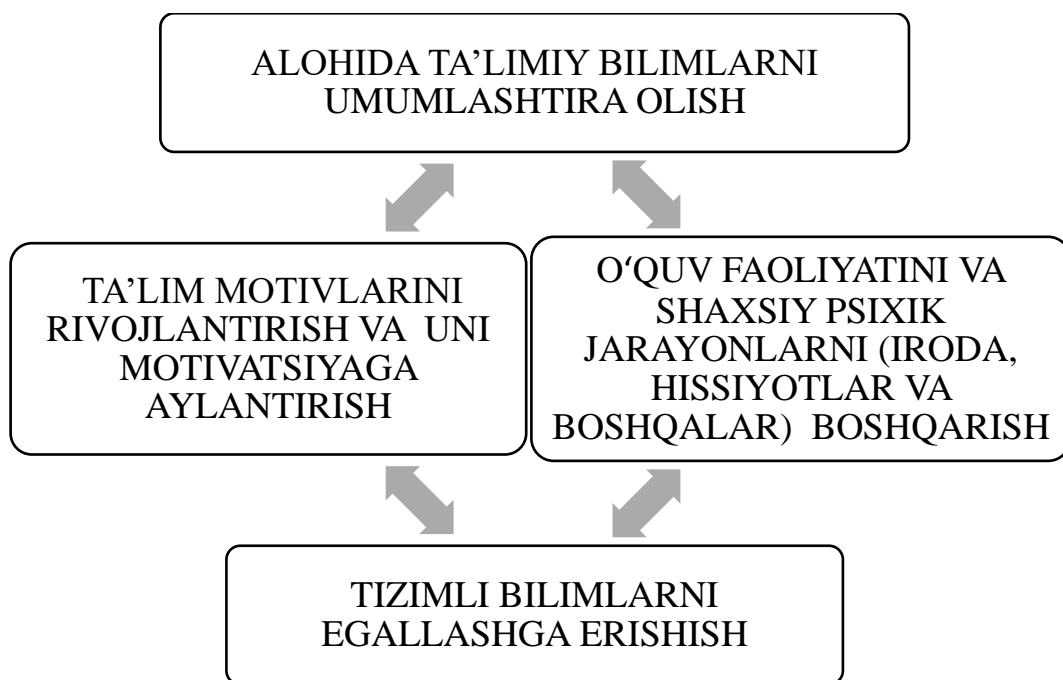 ALOHIDA TA’LIMIY BILIMLARNI
UMUMLASHTIRA OLISH
TA’LIM MOTIVLARINI
RIVOJLANTIRISH VA UNI
MOTIVATSIYAGA
AYLANTIRISH
O‘QUV FAOLIYATINI VA
SHAXSIY PSIXIK
JARAYONLARNI (IRODA,
HISSIYOTLAR VA
BOSHQALAR) BOSHQARISH
TIZIMLI BILIMLARNI
EGALLASHGA ERISHISH